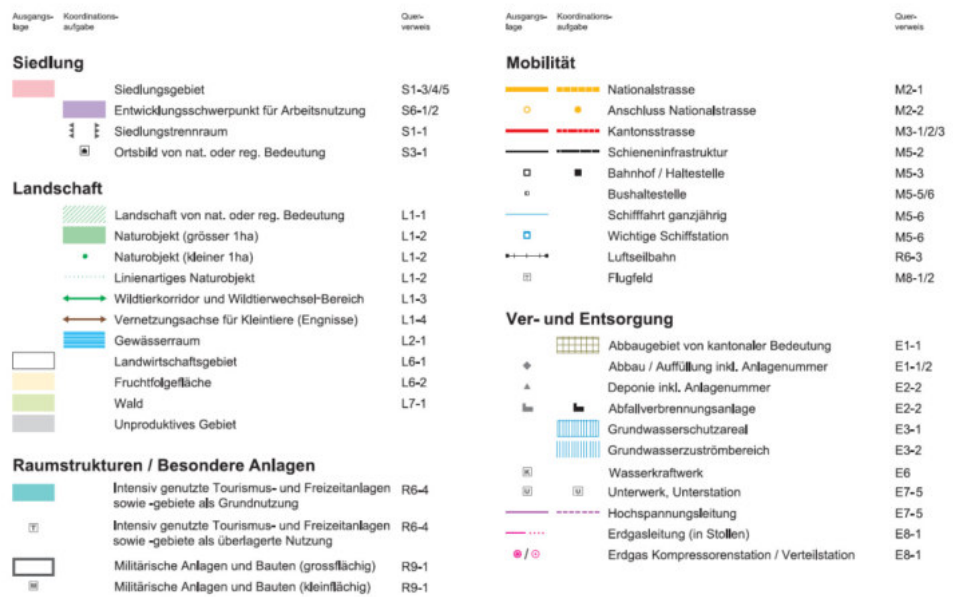 Ausgangs- Koordinations- Quer-
lage aufgabe verweis
Siedlung
Siedlungsgebiet S1-3/4/5
Entwicklungsschwerpunkt für Arbeitsnutzung S6-1/2
Siedlungstrennraum S1-1
Ortsbild von nat. oder reg. Bedeutung S3-1
Landschaft
Landschaft von nat. oder reg. Bedeutung L1-1
Naturobjekt (grösser 1ha) L1-2
Naturobjekt (kleiner 1ha) L1-2
Linienartiges Naturobjekt L1-2
Wildtierkorridor und Wildtierwechsel-Bereich L1-3
Vernetzungsachse für Kleintiere (Engnisse) L1-4
Gewässerraum L2-1
Landwirtschaftsgebiet L6-1
Fruchtfolgefläche L6-2
Wald L7-1
Unproduktives Gebiet
Raumstrukturen / Besondere Anlagen
Intensiv genutzte Tourismus- und Freizeitanlagen R6-4
sowie -gebiete als Grundnutzung
T Intensiv genutzte Tourismus- und Freizeitanlagen R6-4
sowie -gebiete als überlagerte Nutzung
Militärische Anlagen und Bauten (grossflächig) R9-1
M Militärische Anlagen und Bauten (kleinflächig) R9-1
Ausgangs- Koordinations- Quer-
lage aufgabe verweis
Mobilität
Nationalstrasse M2-1
Anschluss Nationalstrasse M2-2
Kantonsstrasse M3-1/2/3
Schieneninfrastruktur M5-2
Bahnhof / Haltestelle M5-3
Bushaltestelle M5-5/6
Schifffahrt ganzjährig M5-6
Wichtige Schiffstation M5-6
Luftseilbahn R6-3
T Flugfeld M8-1/2
Ver- und Entsorgung
Abbaugebiet von kantonaler Bedeutung E1-1
Abbau / Auffüllung inkl. Anlagenummer E1-1/2
Deponie inkl. Anlagenummer E2-2
Abfallverbrennungsanlage E2-2
Grundwasserschutzareal E3-1
Grundwasserzuströmbereich E3-2
K Wasserkraftwerk E6
U U Unterwerk, Unterstation E7-5
Hochspannungsleitung E7-5
Erdgasleitung (in Stollen) E8-1
/ Erdgas Kompressorenstation / Verteilstation E8-1